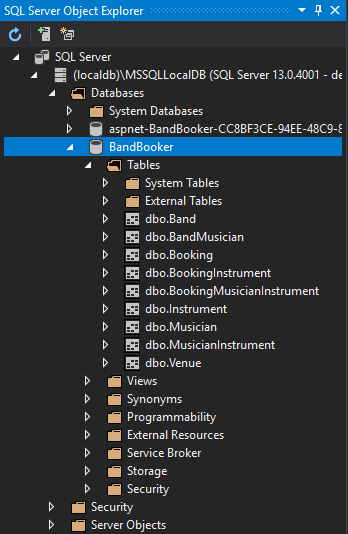 SQL Server Object Explorer
SQL Server
(localdb)\MSSQLLocalDB (SQL Server 13.0.4001 - de
Databases
System Databases
aspnet-BandBooker-CC8BF3CE-94EE-48C9-8
BandBooker
Tables
System Tables
External Tables
dbo.Band
dbo.BandMusician
dbo.Booking
dbo.BookingInstrument
dbo.BookingMusicianInstrument
dbo.Instrument
dbo.Musician
dbo.MusicianInstrument
dbo.Venue
Views
Synonyms
Programmability
External Resources
Service Broker
Storage
Security
Security
Server Objects